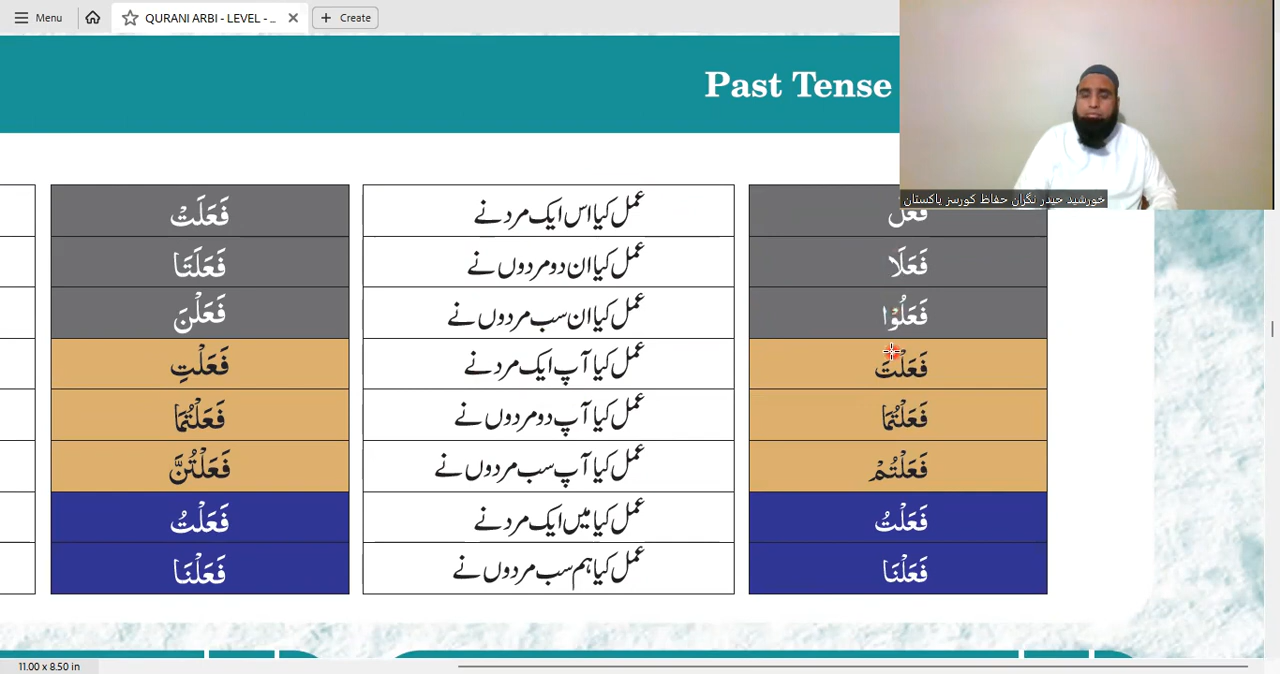 Menu
QURANI ARBI - LEVEL - ...
Create
Past Tense
خورشید حیدر نگران حفاظ کورسز پاکستان
فَعَلَ عمل کیا اس ایک مرد نے فَعَلَتْ
فَعَلَا عمل کیا ان دو مردوں نے فَعَلَتَا
فَعَلُوْا عمل کیا ان سب مردوں نے فَعَلْنَ
فَعَلْتَ عمل کیا آپ ایک مرد نے فَعَلْتِ
فَعَلْتُمَا عمل کیا آپ دو مردوں نے فَعَلْتُمَا
فَعَلْتُمْ عمل کیا آپ سب مردوں نے فَعَلْتُنَّ
فَعَلْتُ عمل کیا میں ایک مرد نے فَعَلْتُ
فَعَلْنَا عمل کیا ہم سب مردوں نے فَعَلْنَا
11.00 x 8.50 in